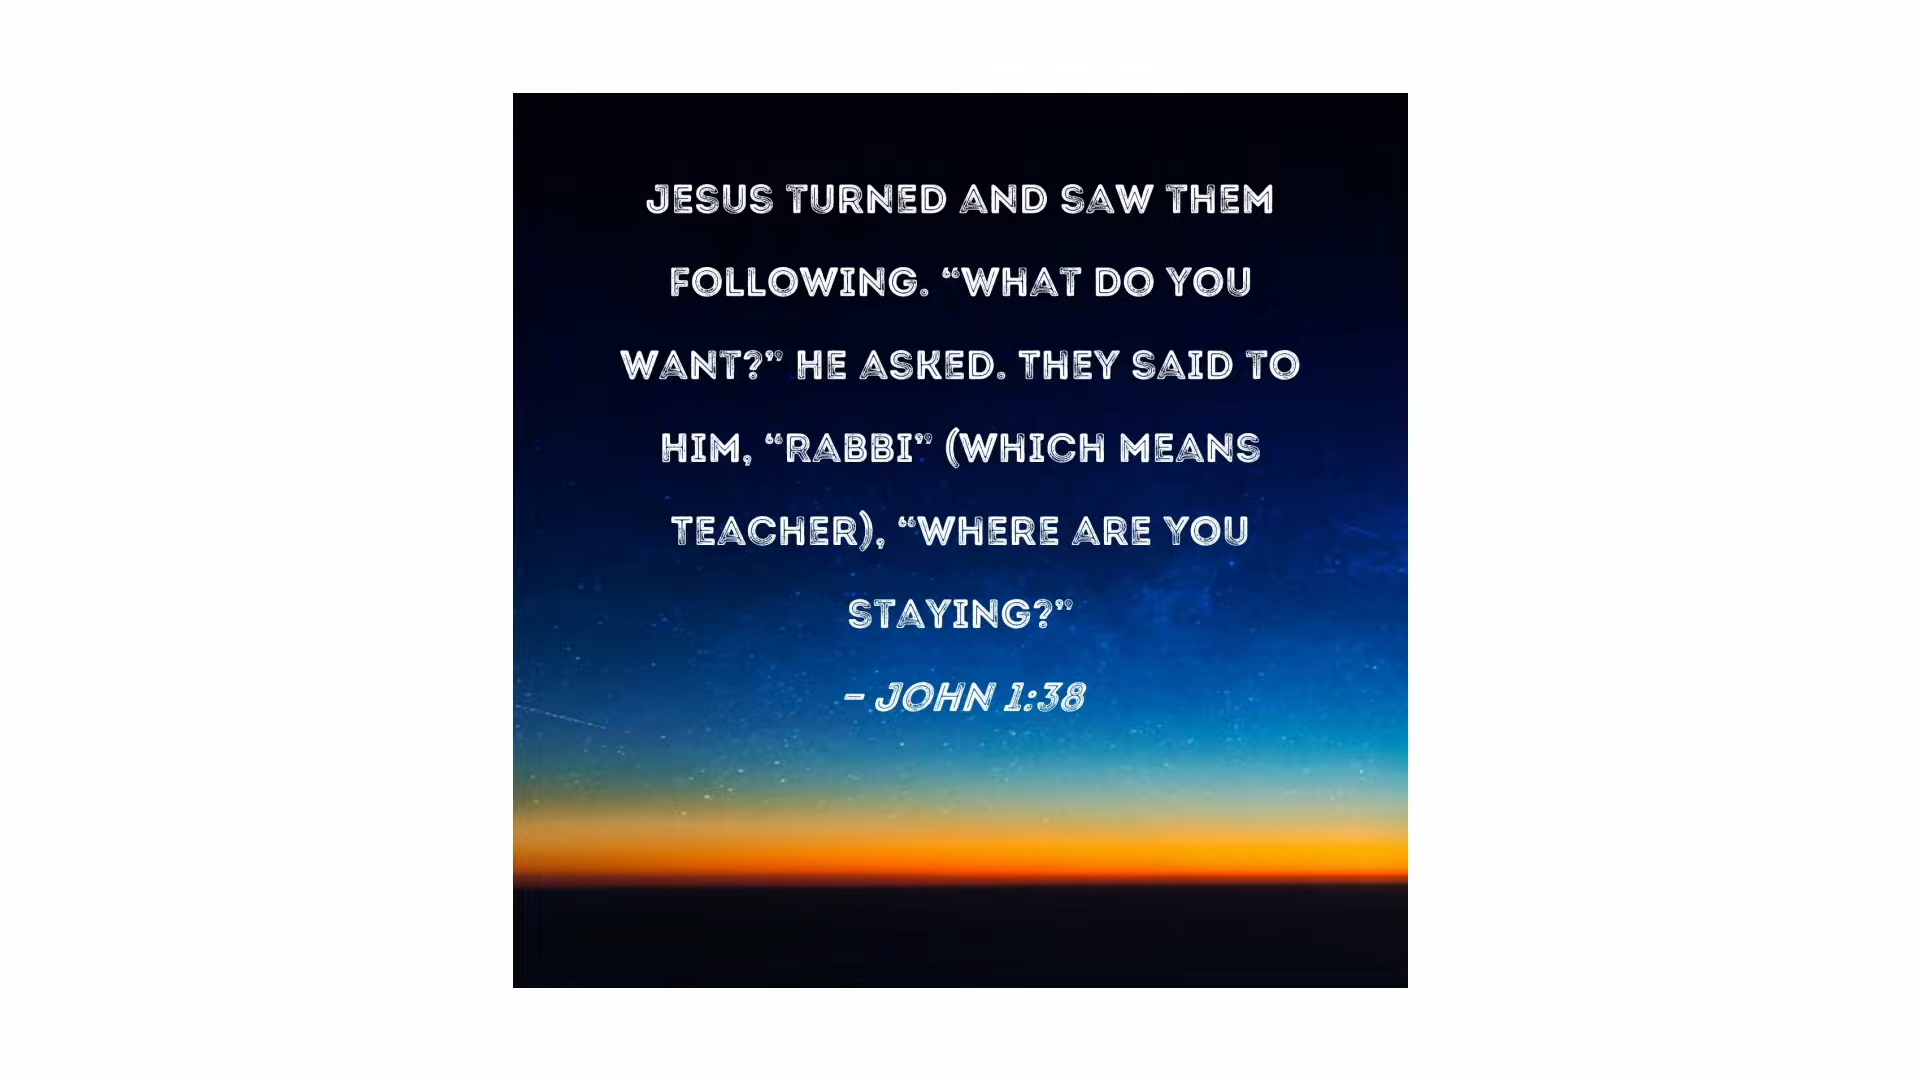 JESUS TURNED AND SAW THEM
FOLLOWING. “WHAT DO YOU
WANT?” HE ASKED. THEY SAID TO
HIM, “RABBI” (WHICH MEANS
TEACHER), “WHERE ARE YOU
STAYING?”
– JOHN 1:38